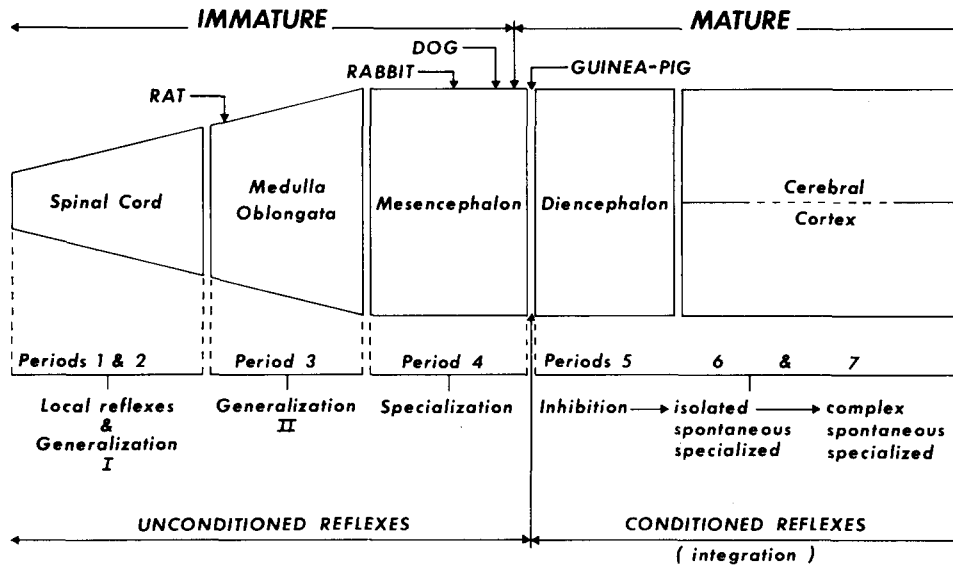 IMMATURE
MATURE
DOG
RABBIT
GUINEA-PIG
RAT
Spinal Cord
Medulla
Oblongata
Mesencephalon
Diencephalon
Cerebral
Cortex
Periods 1 & 2
Period 3
Period 4
Periods 5 6 & 7
Local reflexes
&
Generalization
I
Generalization
II
Specialization
Inhibition
isolated
spontaneous
specialized
complex
spontaneous
specialized
UNCONDITIONED REFLEXES
CONDITIONED REFLEXES
( integration )